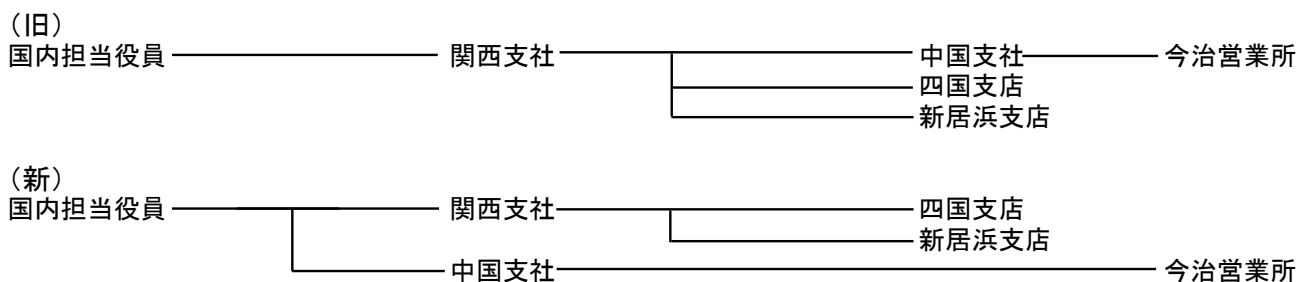 （旧）
国内担当役員 関西支社 中国支社 今治営業所
四国支店
新居浜支店
（新）
国内担当役員 関西支社 四国支店
新居浜支店
中国支社 今治営業所